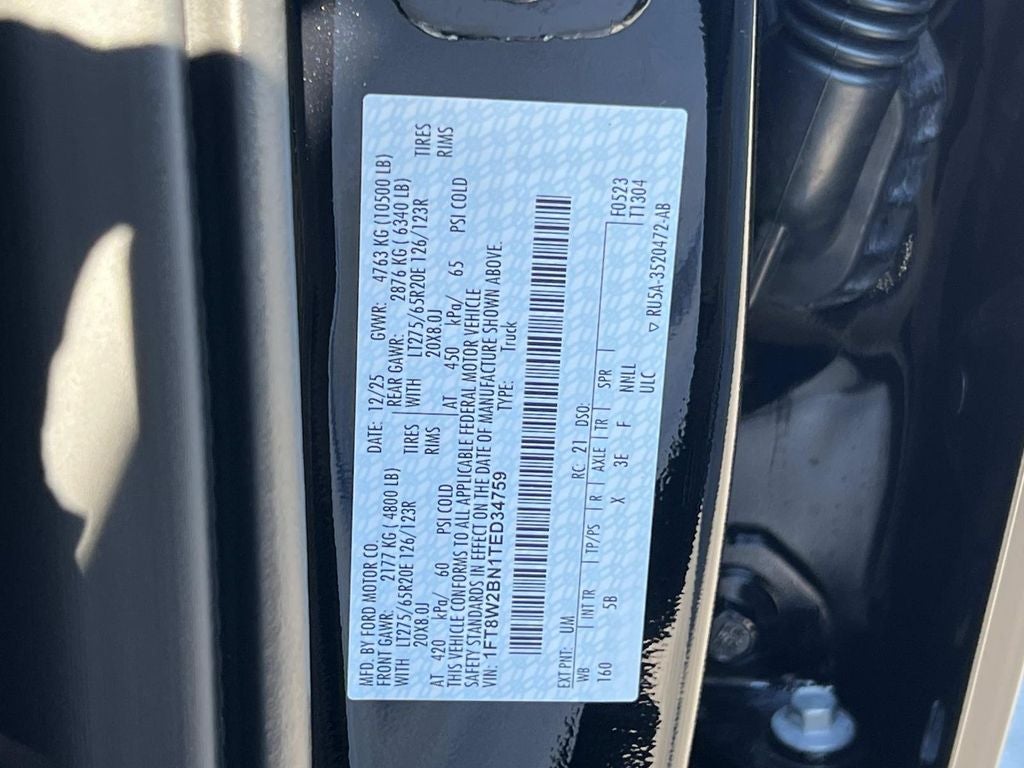 MFD. BY FORD MOTOR CO. DATE: 12/25 GVWR: 4763 KG (10500 LB)
FRONT GAWR: 2177 KG ( 4800 LB) REAR GAWR: 2876 KG ( 6340 LB)
WITH LT275/65R20E 126/123R TIRES WITH LT275/65R20E 126/123R TIRES
20X8.0J RIMS 20X8.0J RIMS
AT 420 kPa/ 60 PSI COLD AT 450 kPa/ 65 PSI COLD
THIS VEHICLE CONFORMS TO ALL APPLICABLE FEDERAL MOTOR VEHICLE
SAFETY STANDARDS IN EFFECT ON THE DATE OF MANUFACTURE SHOWN ABOVE.
VIN: 1FT8W2BN1TED34759 TYPE: Truck
EXT PNT: UM RC: 21 DSO:
WB INT TR TP/PS R AXLE TR SPR F0523
160 5B X 3E F NNLL T1304
ULC
▽ RU5A-3520472-AB